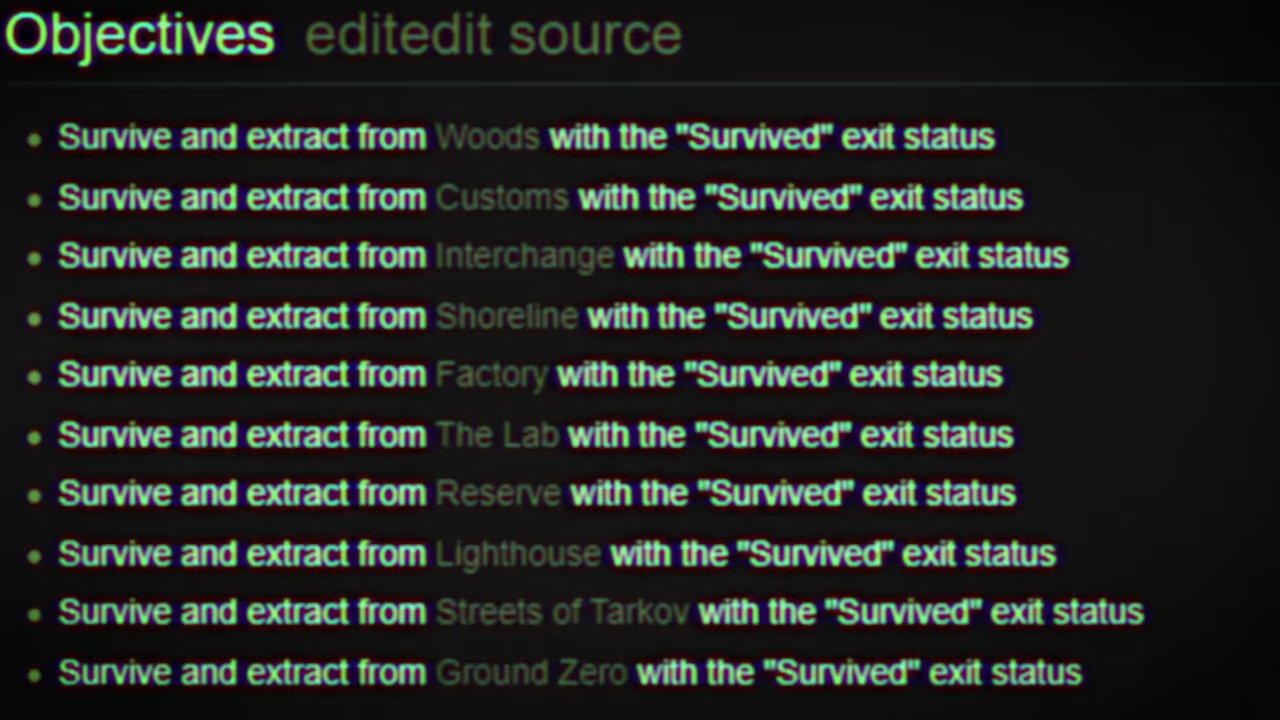 Objectives editedit source
Survive and extract from Woods with the "Survived" exit status
Survive and extract from Customs with the "Survived" exit status
Survive and extract from Interchange with the "Survived" exit status
Survive and extract from Shoreline with the "Survived" exit status
Survive and extract from Factory with the "Survived" exit status
Survive and extract from The Lab with the "Survived" exit status
Survive and extract from Reserve with the "Survived" exit status
Survive and extract from Lighthouse with the "Survived" exit status
Survive and extract from Streets of Tarkov with the "Survived" exit status
Survive and extract from Ground Zero with the "Survived" exit status